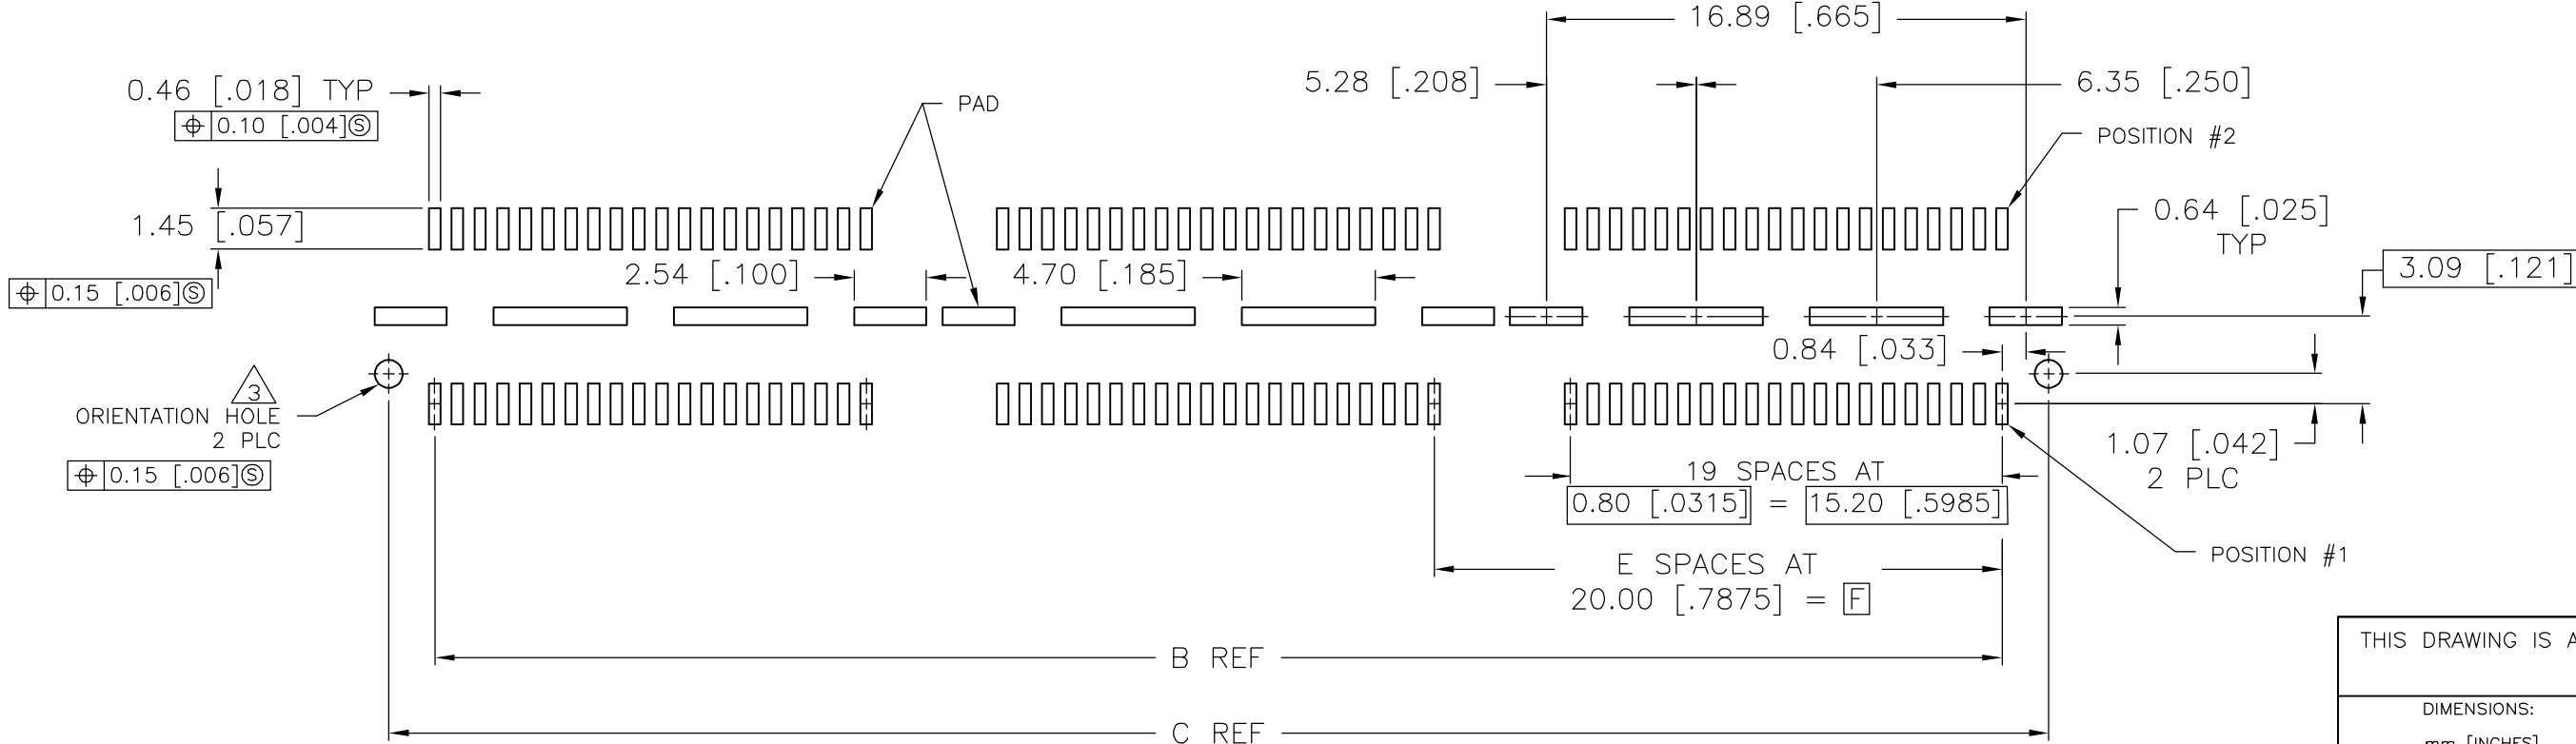 16.89 [.665]
0.46 [.018] TYP
⌖ 0.10 [.004]Ⓢ
PAD
5.28 [.208]
6.35 [.250]
POSITION #2
1.45 [.057]
0.64 [.025]
TYP
3.09 [.121]
2.54 [.100]
4.70 [.185]
⌖ 0.15 [.006]Ⓢ
0.84 [.033]
3
ORIENTATION HOLE
2 PLC
⌖ 0.15 [.006]Ⓢ
1.07 [.042]
2 PLC
19 SPACES AT
0.80 [.0315] = 15.20 [.5985]
POSITION #1
E SPACES AT
20.00 [.7875] = F
B REF
C REF
THIS DRAWING IS A
DIMENSIONS:
mm [INCHES]